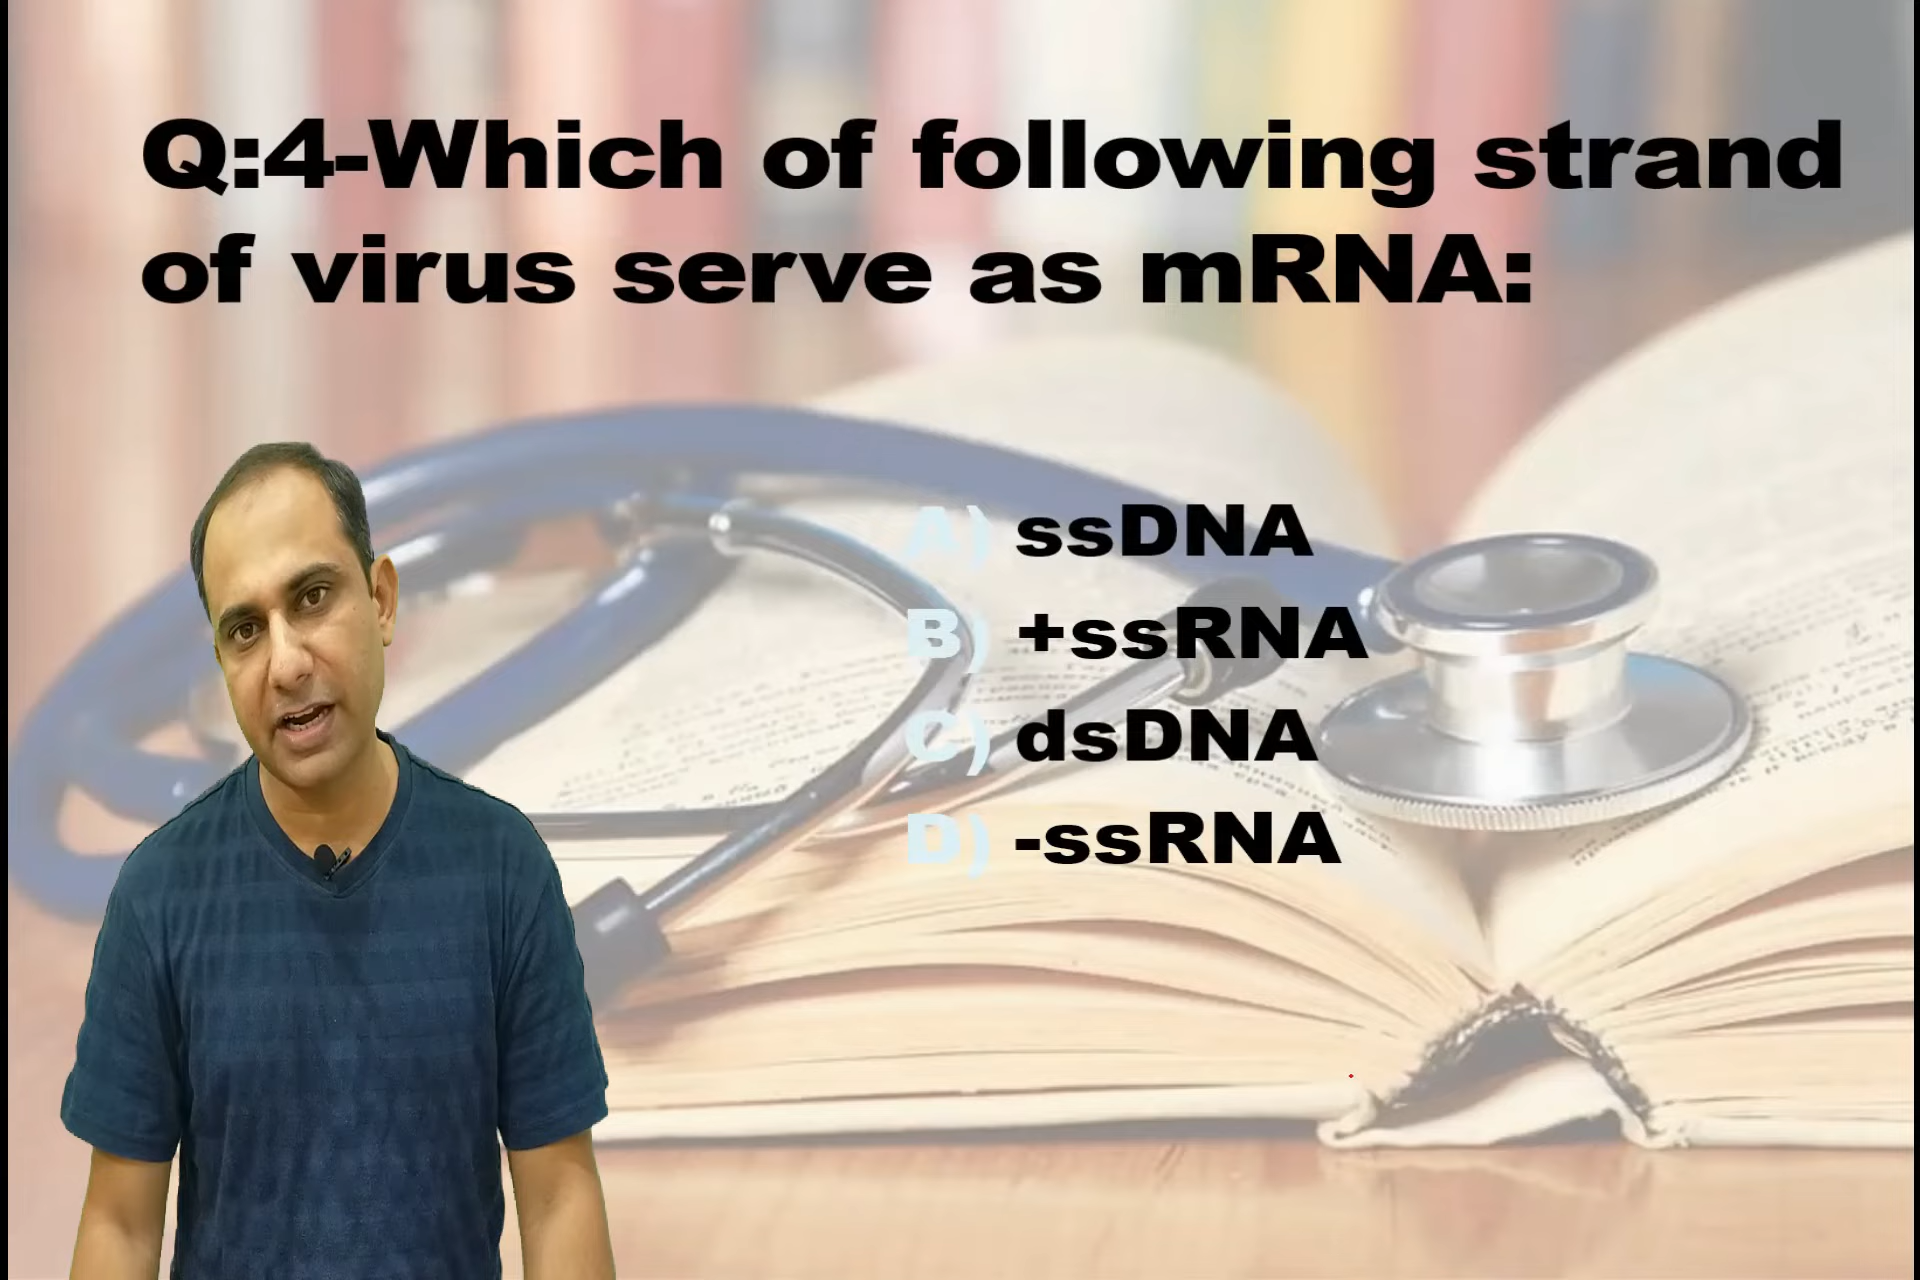 Q:4-Which of following strand
of virus serve as mRNA:
A) ssDNA
B) +ssRNA
C) dsDNA
D) -ssRNA